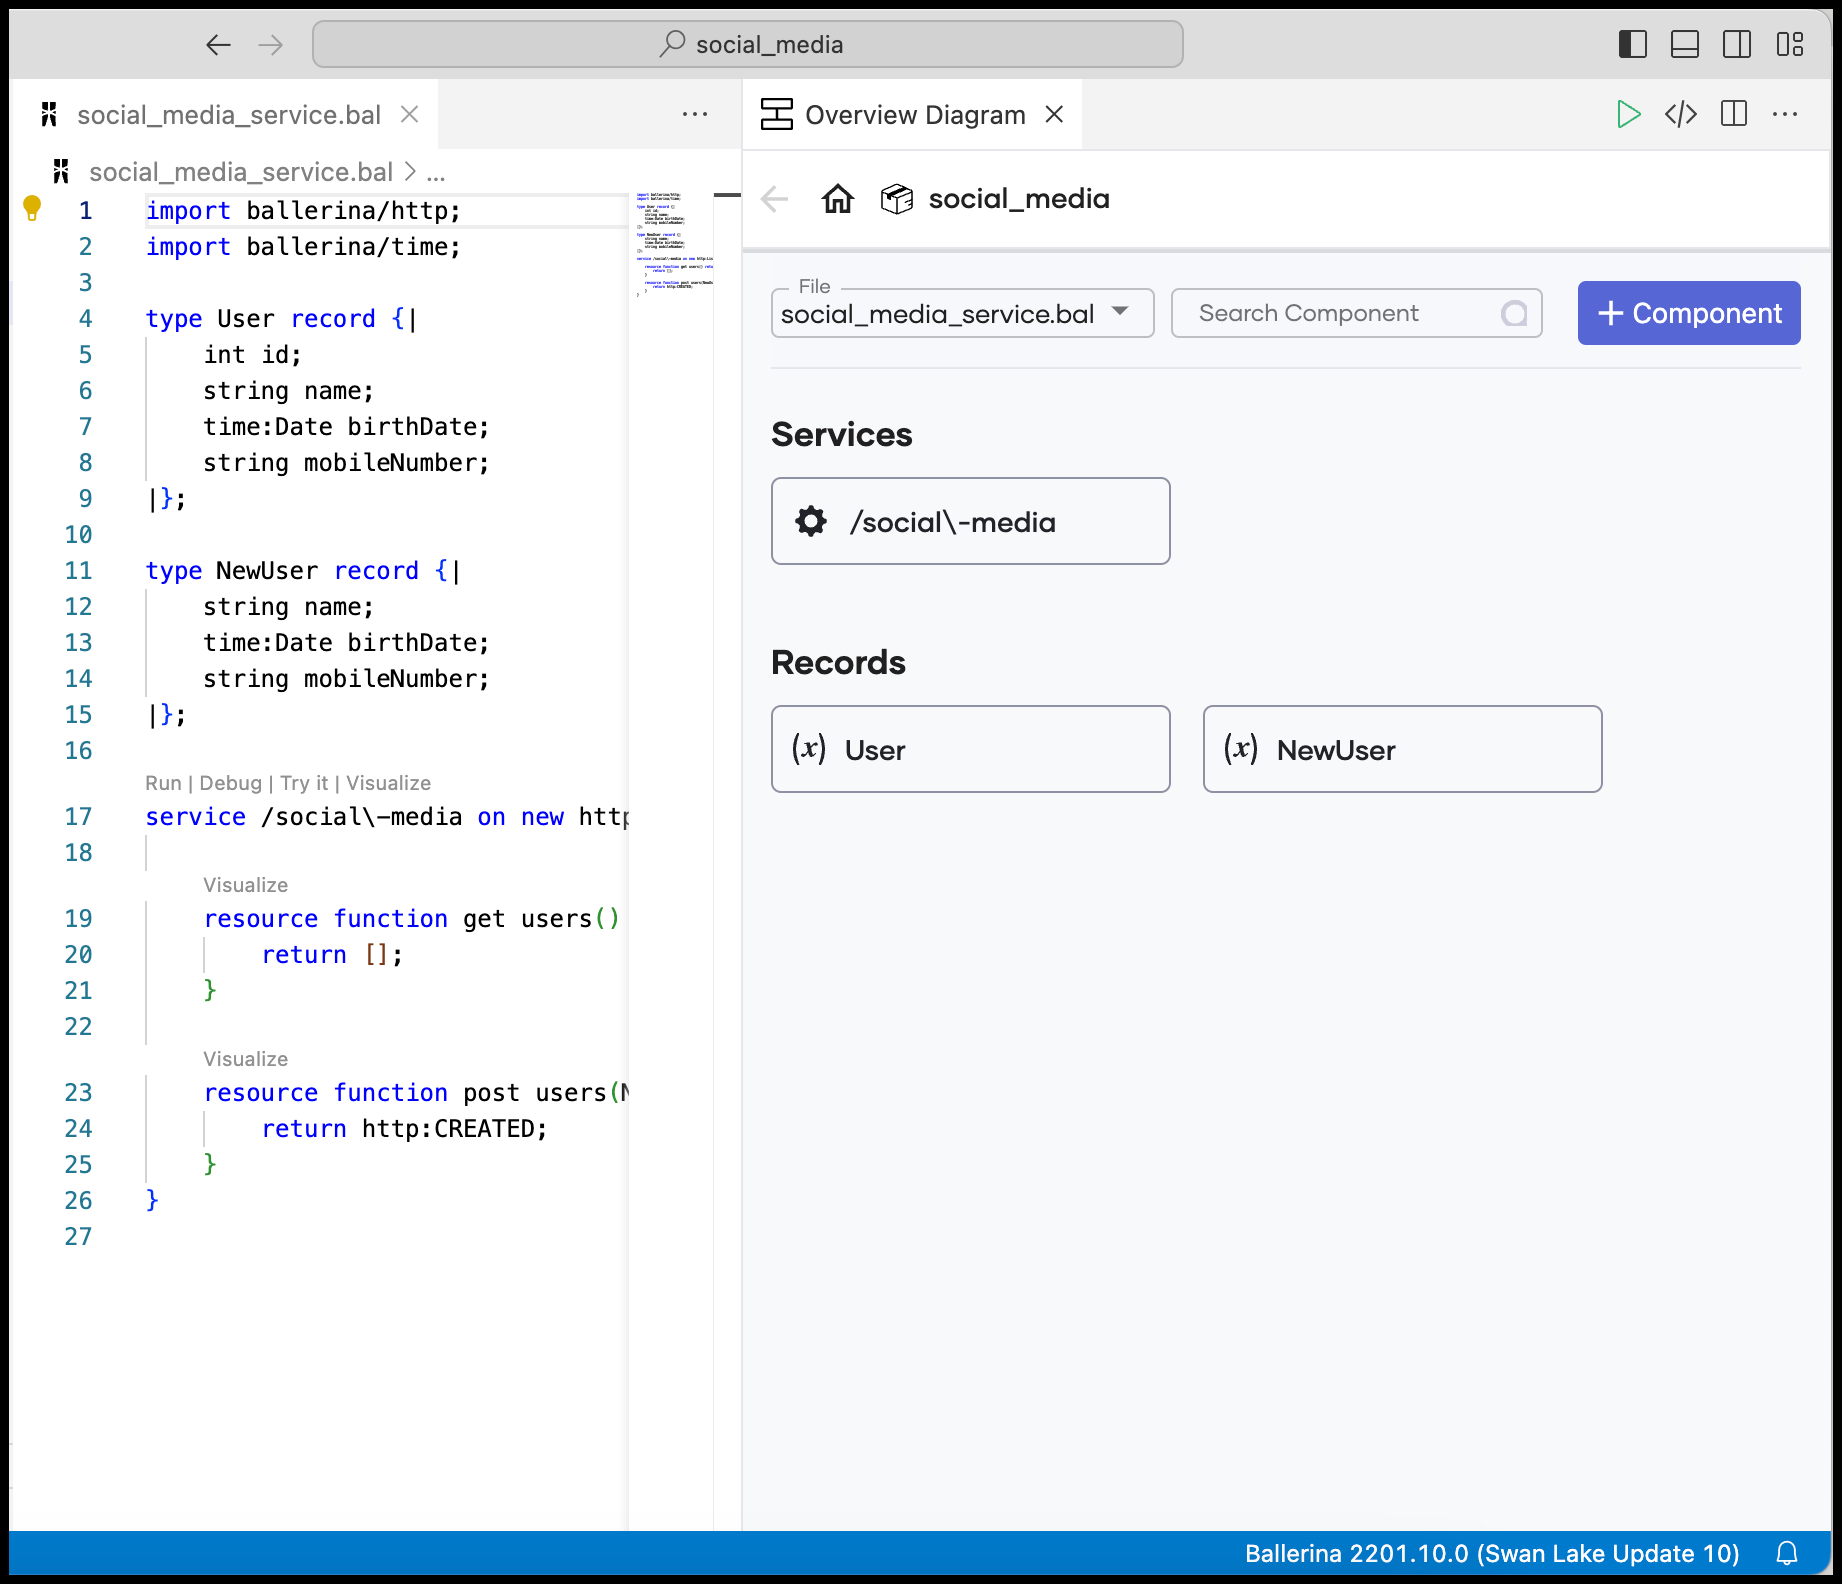 social_media
social_media_service.bal
social_media_service.bal > ...
1 import ballerina/http;
2 import ballerina/time;
3
4 type User record {|
5 int id;
6 string name;
7 time:Date birthDate;
8 string mobileNumber;
9 |};
10
11 type NewUser record {|
12 string name;
13 time:Date birthDate;
14 string mobileNumber;
15 |};
16
Run | Debug | Try it | Visualize
17 service /social\-media on new http
18
Visualize
19 resource function get users()
20 return [];
21 }
22
Visualize
23 resource function post users(
24 return http:CREATED;
25 }
26 }
27
Overview Diagram
social_media
File
social_media_service.bal
Search Component
+ Component
Services
/social\-media
Records
(x) User
(x) NewUser
Ballerina 2201.10.0 (Swan Lake Update 10)